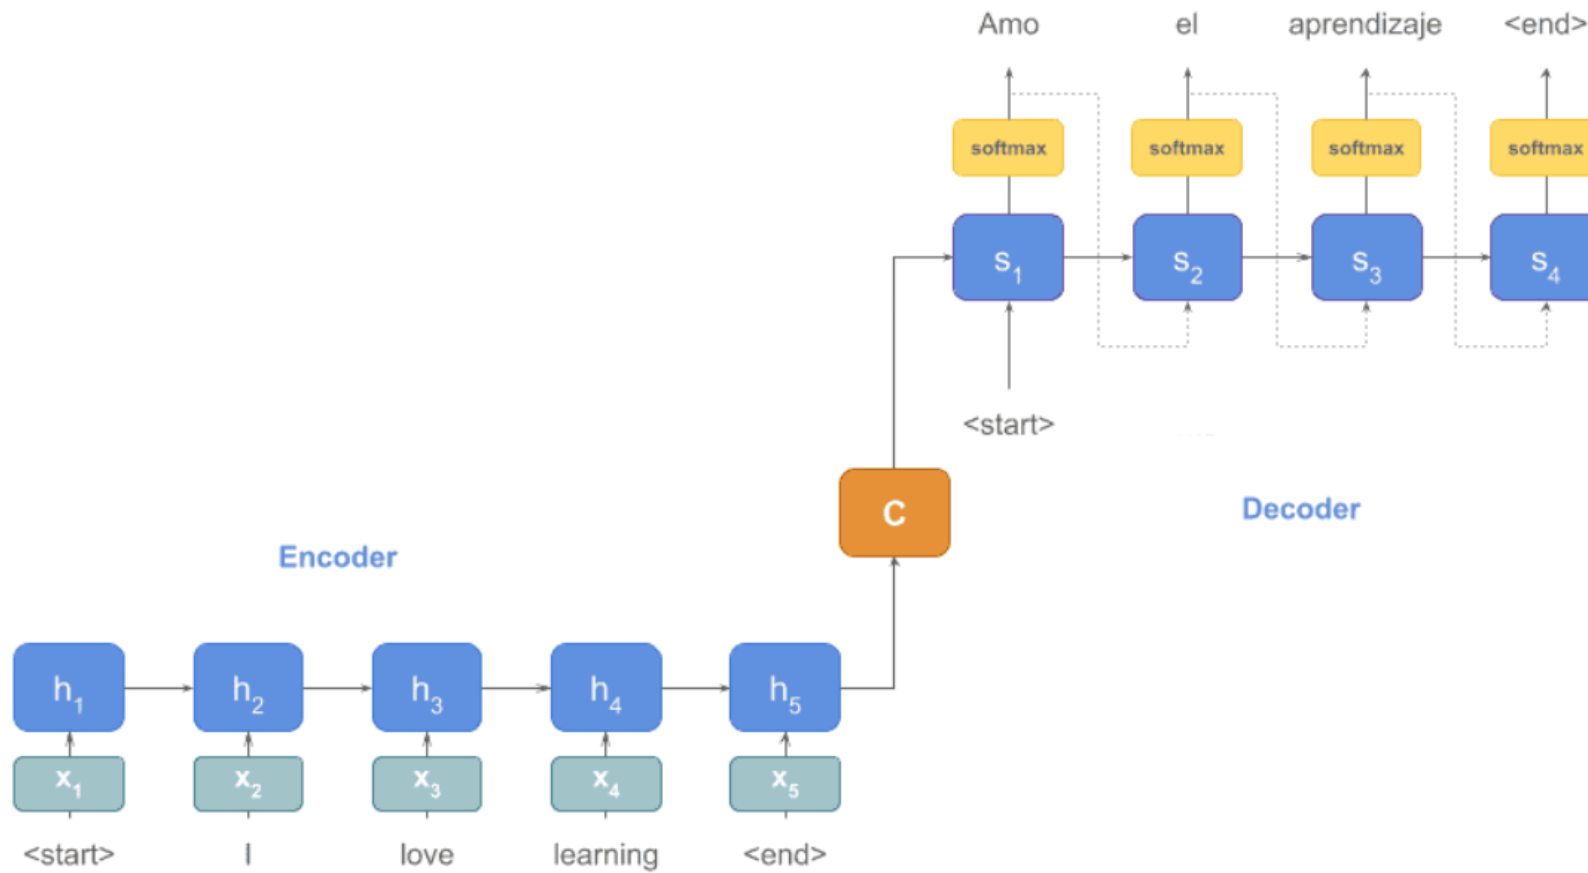 Amo el aprendizaje <end>
softmax softmax softmax softmax
s1 s2 s3 s4
<start>
C
Decoder
Encoder
h1 h2 h3 h4 h5
x1 x2 x3 x4 x5
<start> I love learning <end>